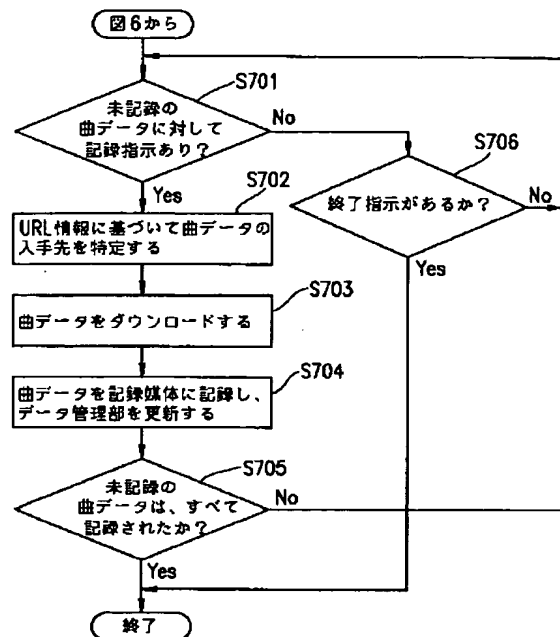 図6から
S701
未記録の
曲データに対して
記録指示あり?
No
Yes
S706
終了指示があるか?
No
Yes
S702
URL情報に基づいて曲データの
入手先を特定する
S703
曲データをダウンロードする
S704
曲データを記録媒体に記録し、
データ管理部を更新する
S705
未記録の
曲データは、すべて
記録されたか?
No
Yes
終了